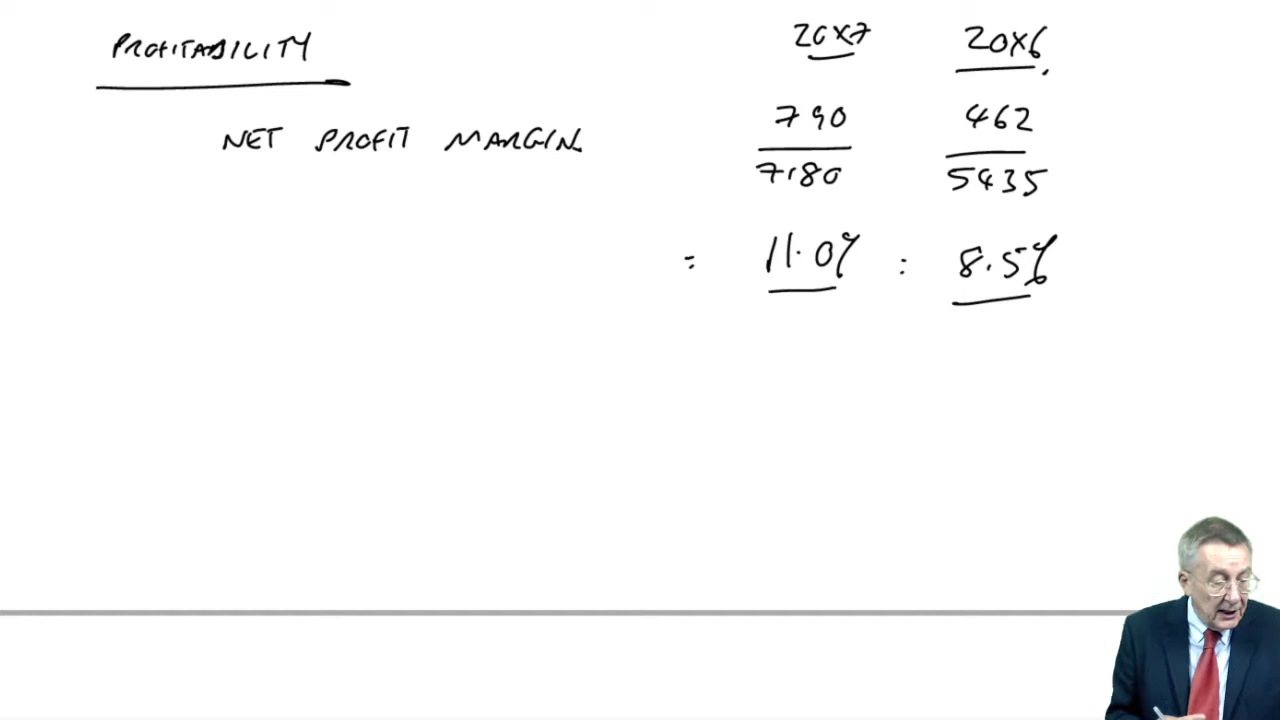 PROFITABILITY 20X7 20X6
NET PROFIT MARGIN 790 462
7180 5435
= 11.0% : 8.5%